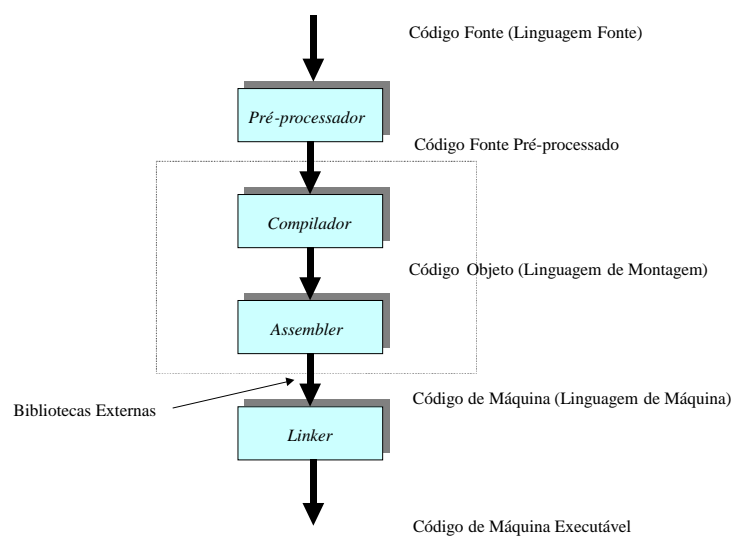 Código Fonte (Linguagem Fonte)
Pré-processador
Código Fonte Pré-processado
Compilador
Código Objeto (Linguagem de Montagem)
Assembler
Código de Máquina (Linguagem de Máquina)
Bibliotecas Externas
Linker
Código de Máquina Executável